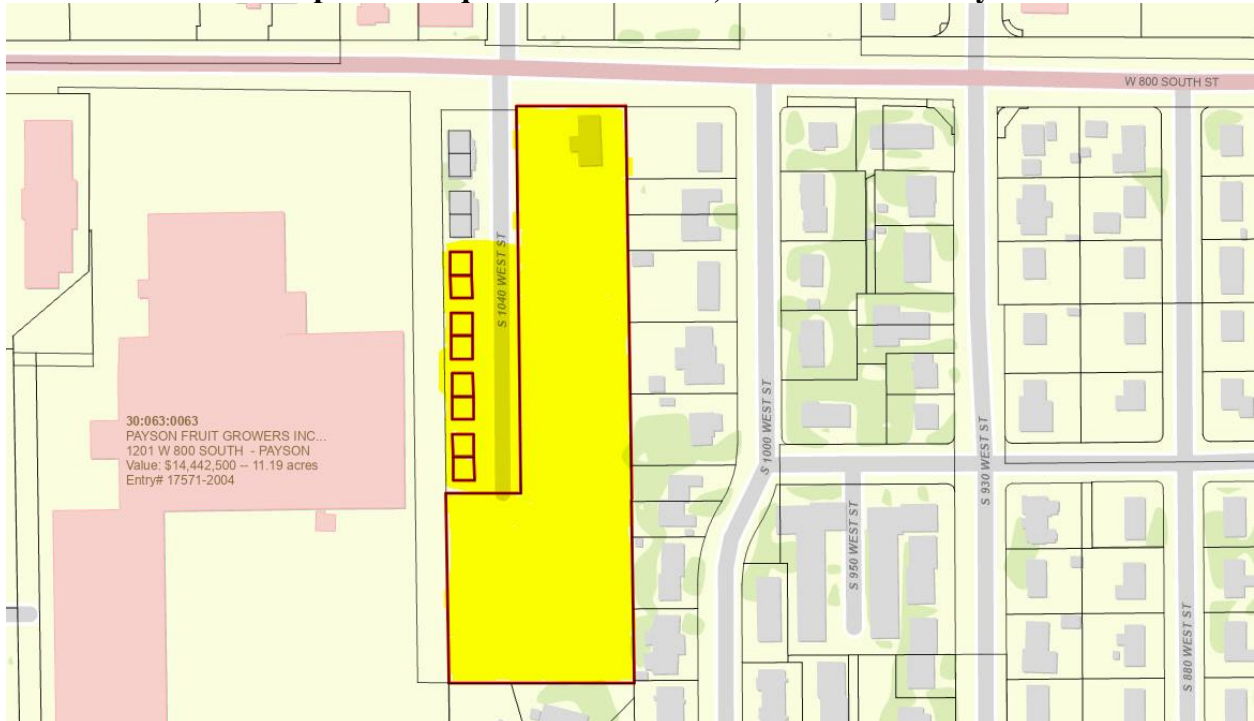 W 800 SOUTH ST
S 1040 WEST ST
30:063:0063
PAYSON FRUIT GROWERS INC...
1201 W 800 SOUTH - PAYSON
Value: $14,442,500 -- 11.19 acres
Entry# 17571-2004
S 1000 WEST ST
S 930 WEST ST
S 950 WEST ST
S 880 WEST ST